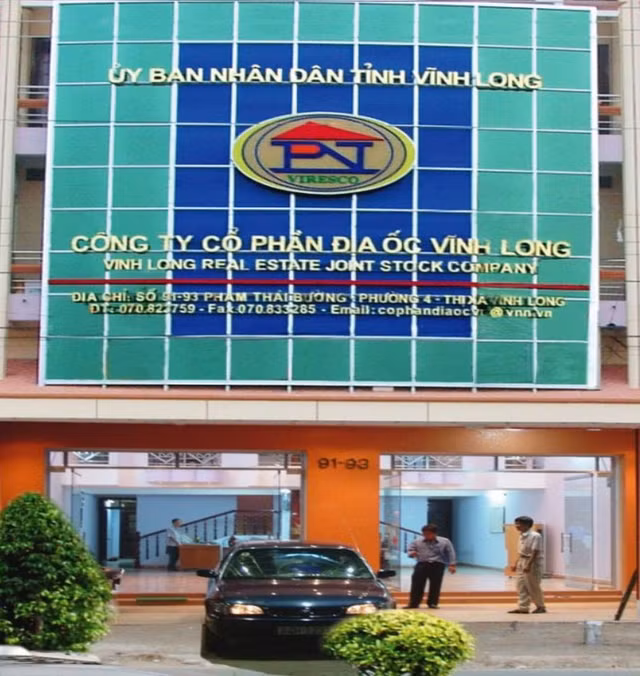 ỦY BAN NHÂN DÂN TỈNH VĨNH LONG
PNT
VIRESCO
CÔNG TY CỔ PHẦN ĐỊA ỐC VĨNH LONG
VINH LONG REAL ESTATE JOINT STOCK COMPANY
ĐỊA CHỈ: SỐ 91-93 PHẠM THÁI BƯỜNG - PHƯỜNG 4 - THỊ XÃ VĨNH LONG
ĐT: 070.822759 - Fax:070.833285 - Email: @vnn.vn
91-93